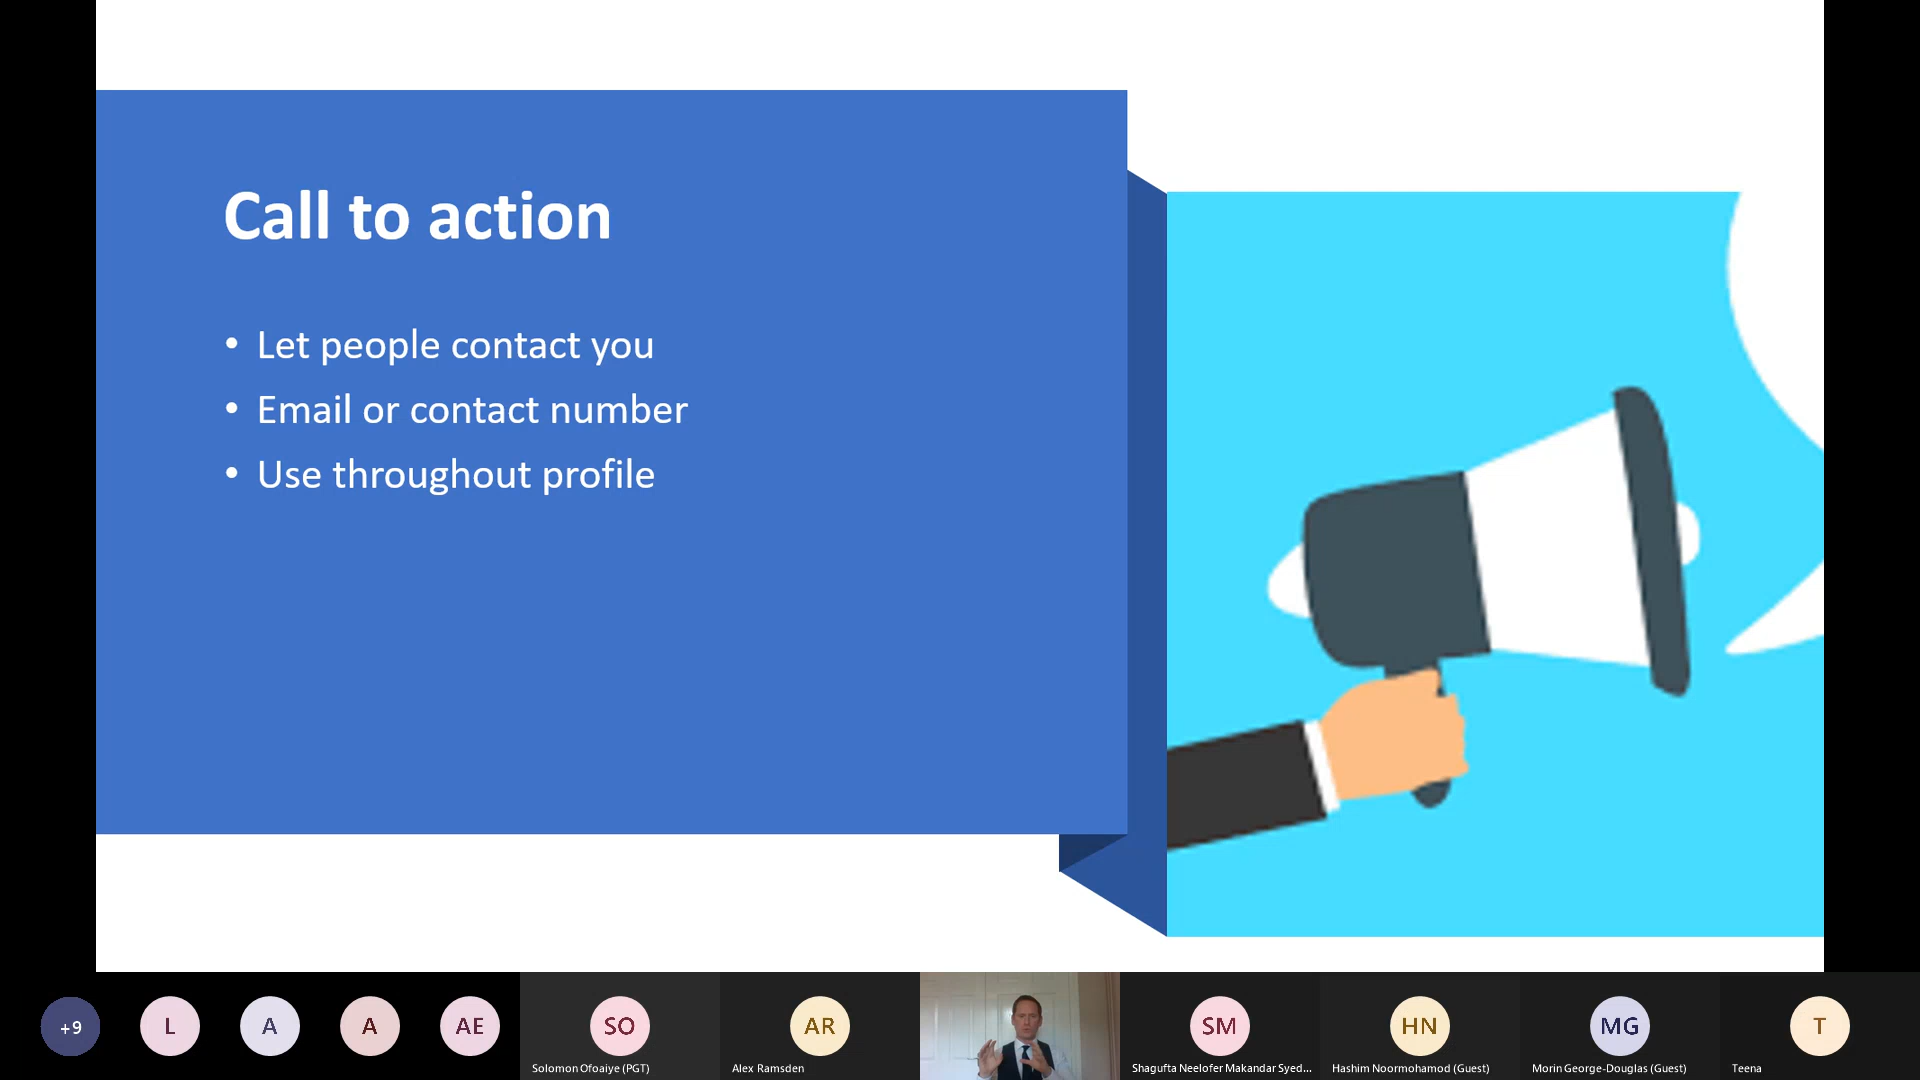 Call to action
• Let people contact you
• Email or contact number
• Use throughout profile
+9
L
A
A
AE
SO
AR
SM
HN
MG
T
Solomon Ofoaiye (PGT)
Alex Ramsden
Shagufta Neelofer Makandar Syed...
Hashim Noormohamod (Guest)
Morin George-Douglas (Guest)
Teena